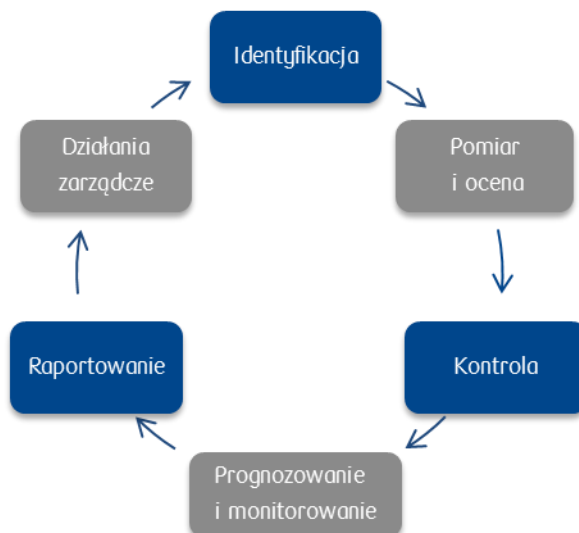 Identyfikacja
Pomiar
i ocena
Kontrola
Prognozowanie
i monitorowanie
Raportowanie
Działania
zarządcze